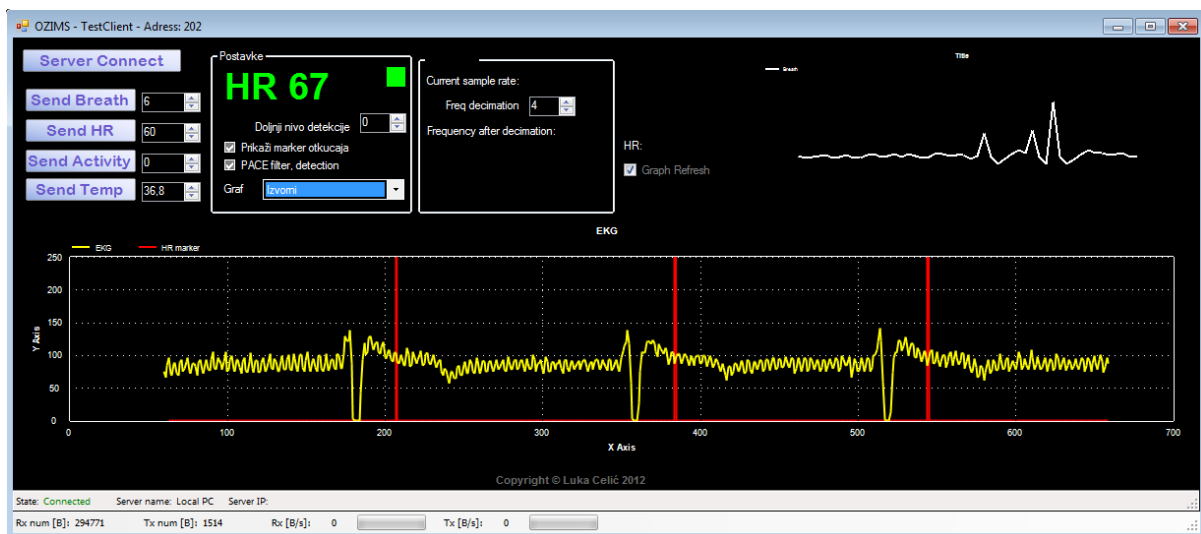 OZIMS - TestClient - Adress: 202
Server Connect
Send Breath 6
Send HR 60
Send Activity 0
Send Temp 36,8
Postavke
HR 67
Doljnji nivo detekcije 0
Prikaži marker otkucaja
PACE filter, detection
Graf Izvorni
Current sample rate:
Freq decimation 4
Frequency after decimation:
HR:
Graph Refresh
Title
Breath
EKG
EKG HR marker
250
200
150
100
50
0
Y Axis
0 100 200 300 400 500 600 700
X Axis
Copyright © Luka Celić 2012
State: Connected Server name: Local PC Server IP:
Rx num [B]: 294771 Tx num [B]: 1514 Rx [B/s]: 0 Tx [B/s]: 0